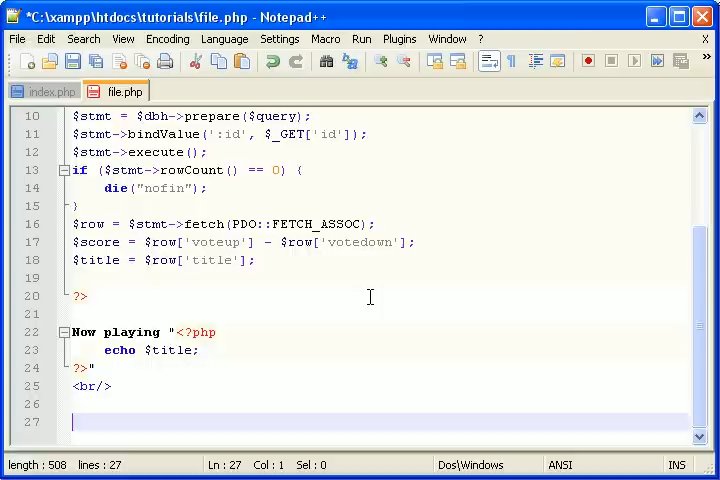 *C:\xampp\htdocs\tutorials\file.php - Notepad++
File Edit Search View Encoding Language Settings Macro Run Plugins Window ? X
index.php file.php
10 $stmt = $dbh->prepare($query);
11 $stmt->bindValue(':id', $_GET['id']);
12 $stmt->execute();
13 if ($stmt->rowCount() == 0) {
14 die("nofin");
15 }
16 $row = $stmt->fetch(PDO::FETCH_ASSOC);
17 $score = $row['voteup'] - $row['votedown'];
18 $title = $row['title'];
19
20 ?>
21
22 Now playing "<?php
23 echo $title;
24 ?>"
25 <br/>
26
27
length : 508 lines : 27 Ln : 27 Col : 1 Sel : 0 Dos\Windows ANSI INS